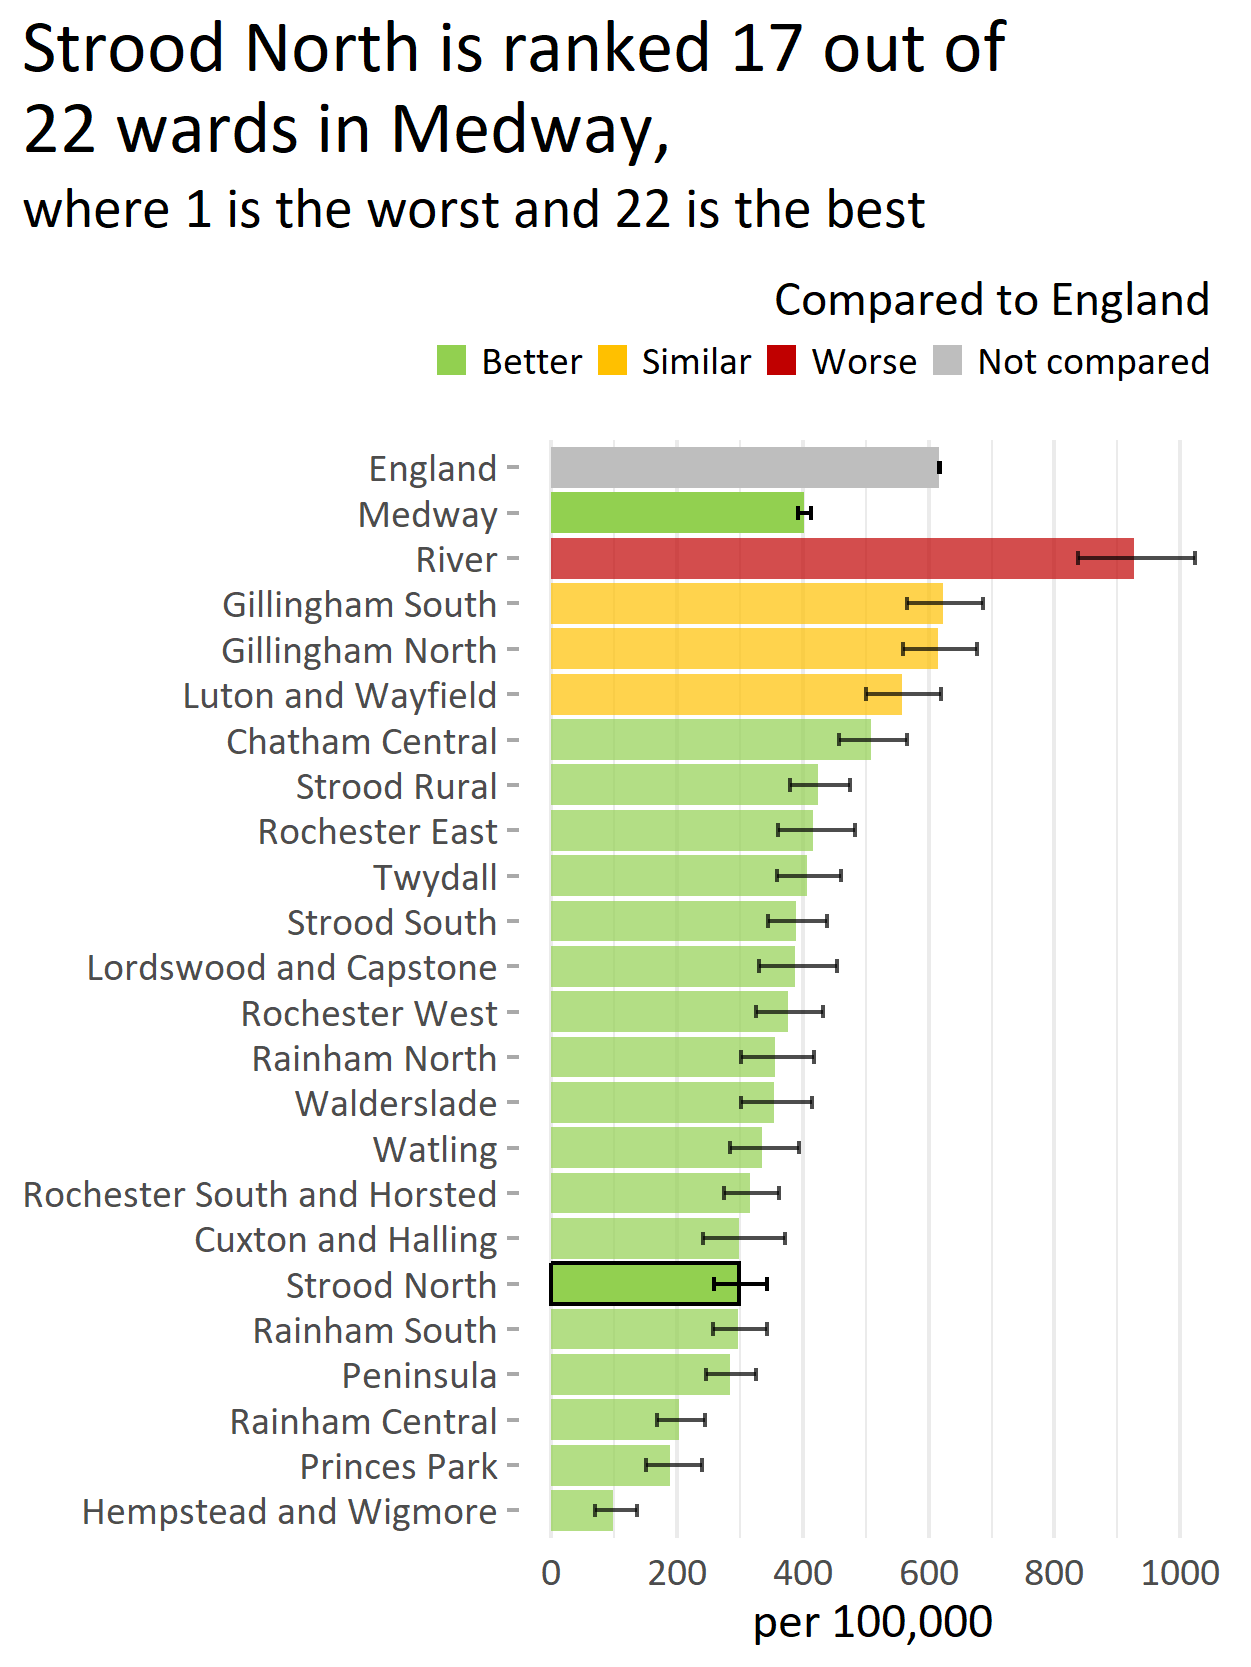 Strood North is ranked 17 out of
22 wards in Medway,
where 1 is the worst and 22 is the best
Compared to England
Better Similar Worse Not compared
England
Medway
River
Gillingham South
Gillingham North
Luton and Wayfield
Chatham Central
Strood Rural
Rochester East
Twydall
Strood South
Lordswood and Capstone
Rochester West
Rainham North
Walderslade
Watling
Rochester South and Horsted
Cuxton and Halling
Strood North
Rainham South
Peninsula
Rainham Central
Princes Park
Hempstead and Wigmore
0 200 400 600 800 1000
per 100,000